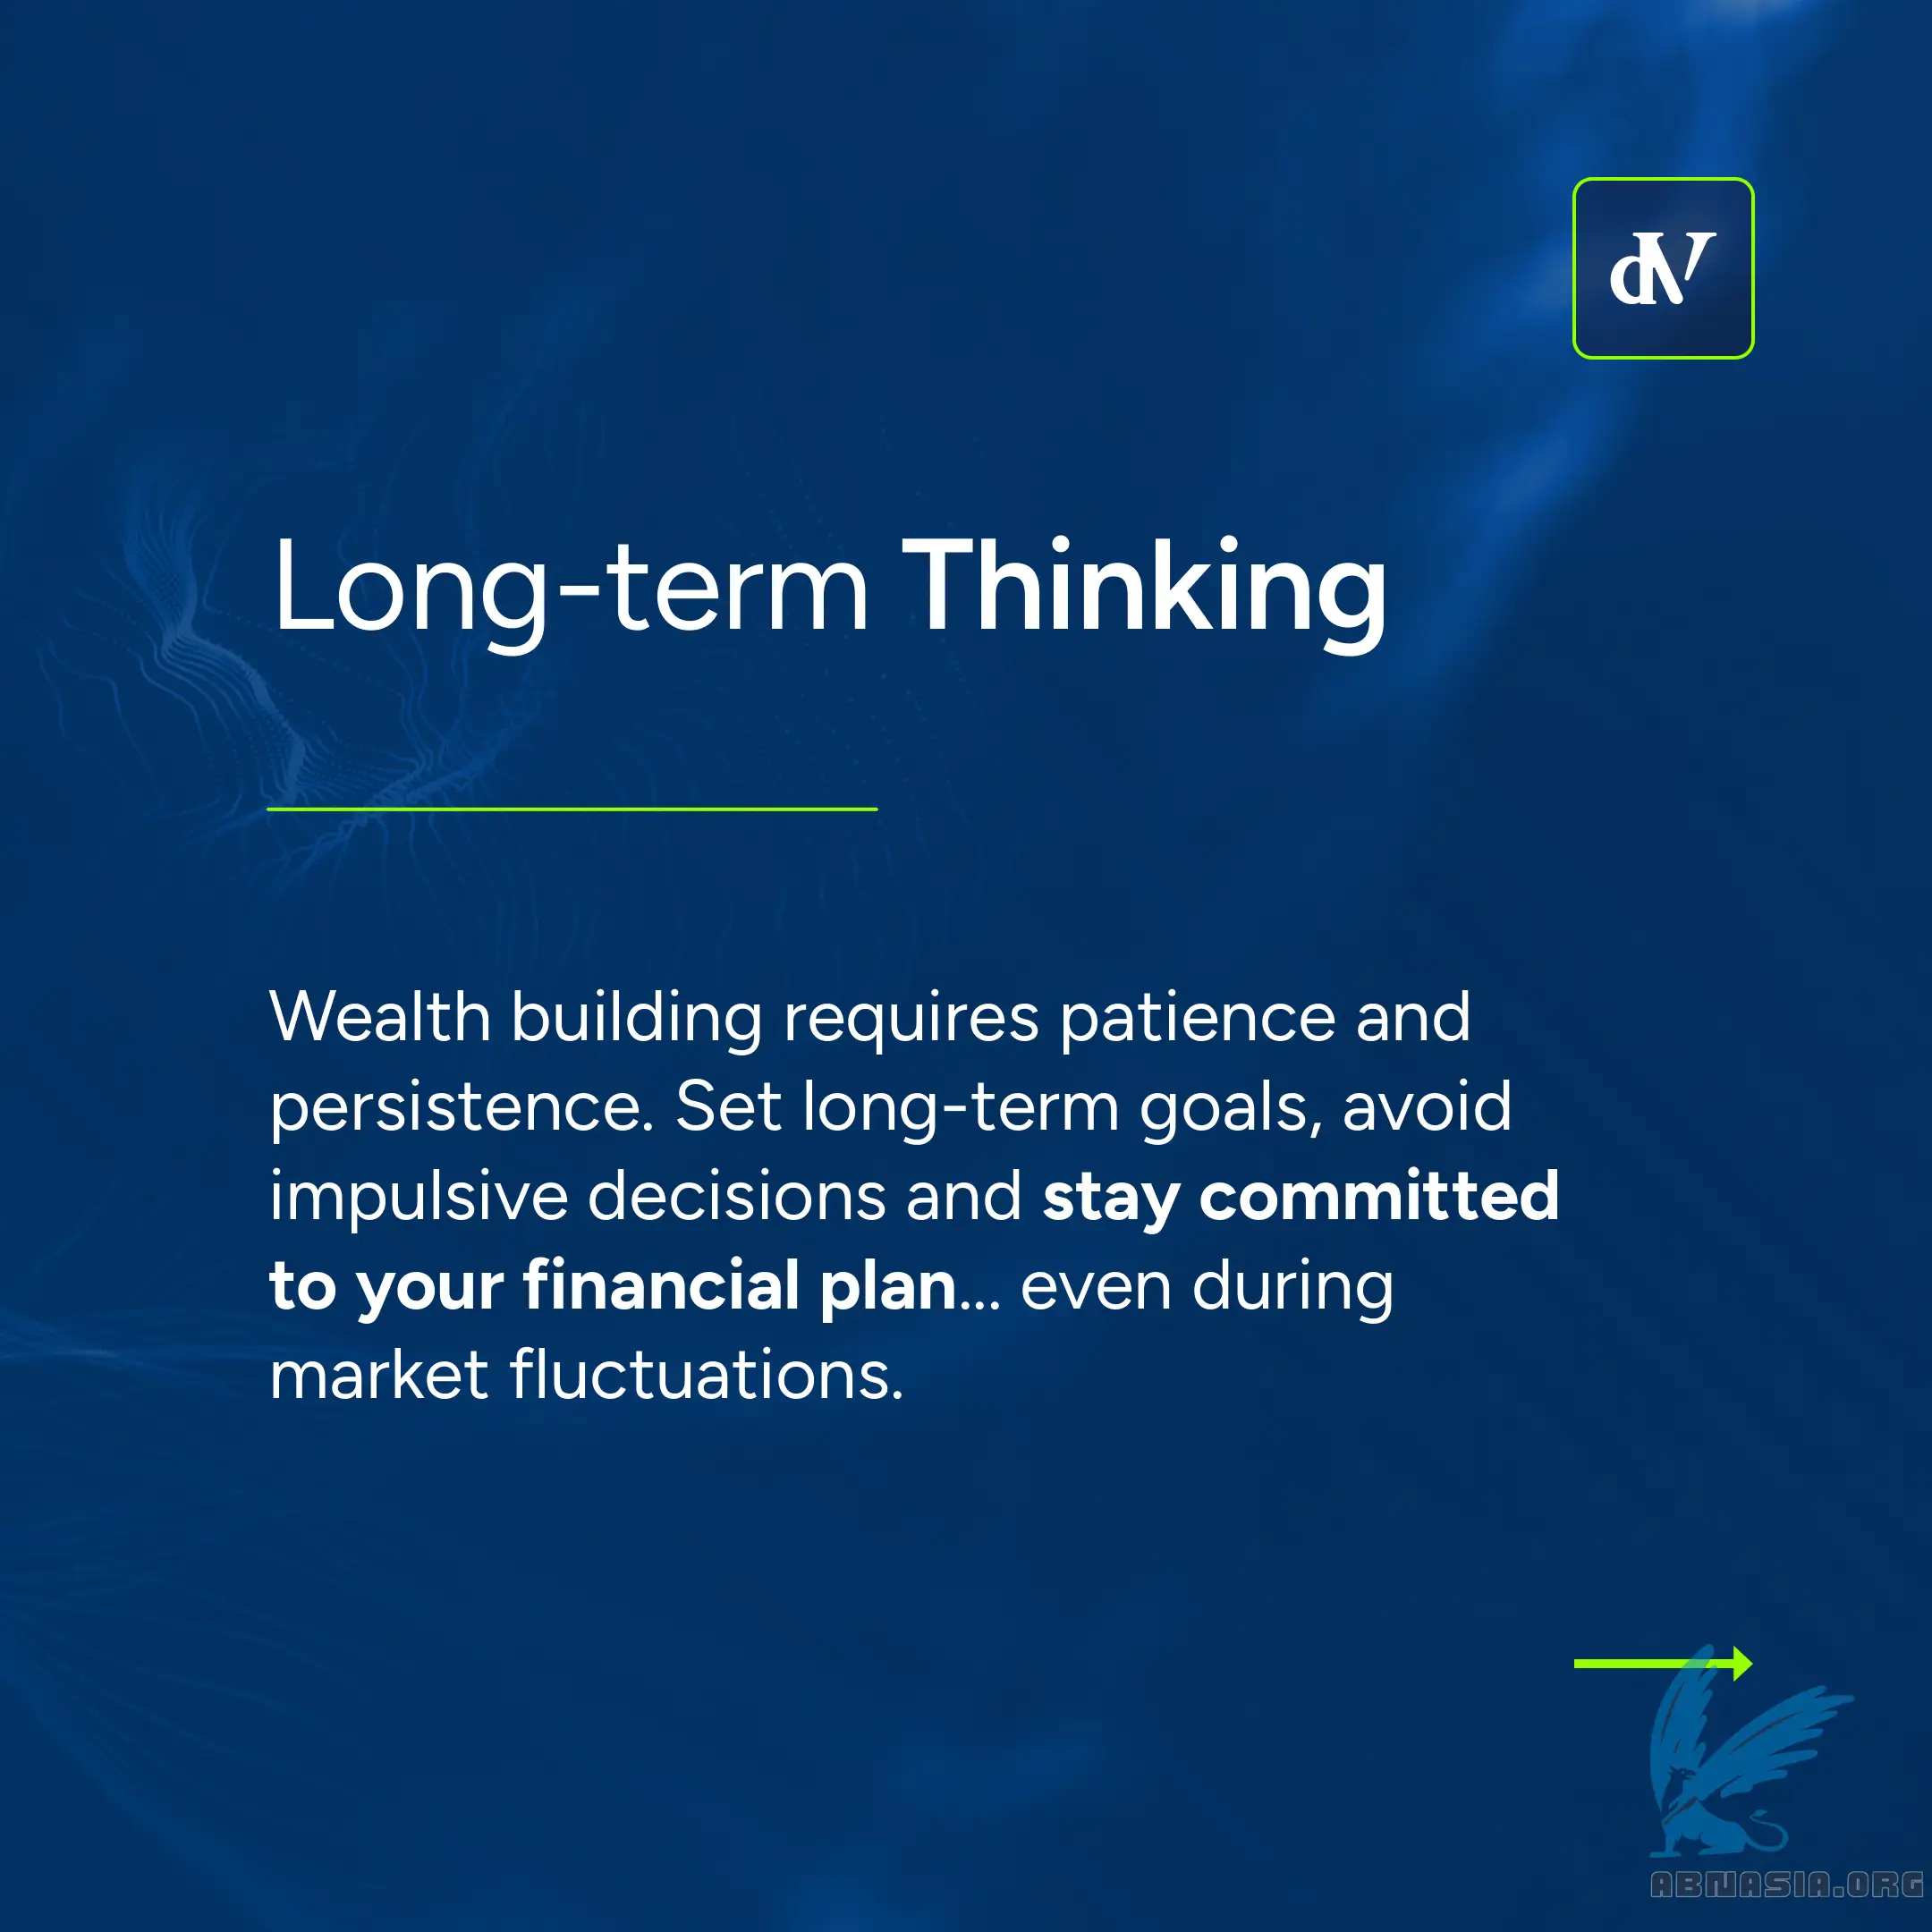 dV
Long-term Thinking
Wealth building requires patience and
persistence. Set long-term goals, avoid
impulsive decisions and stay committed
to your financial plan... even during
market fluctuations.
ABNASIA.ORG